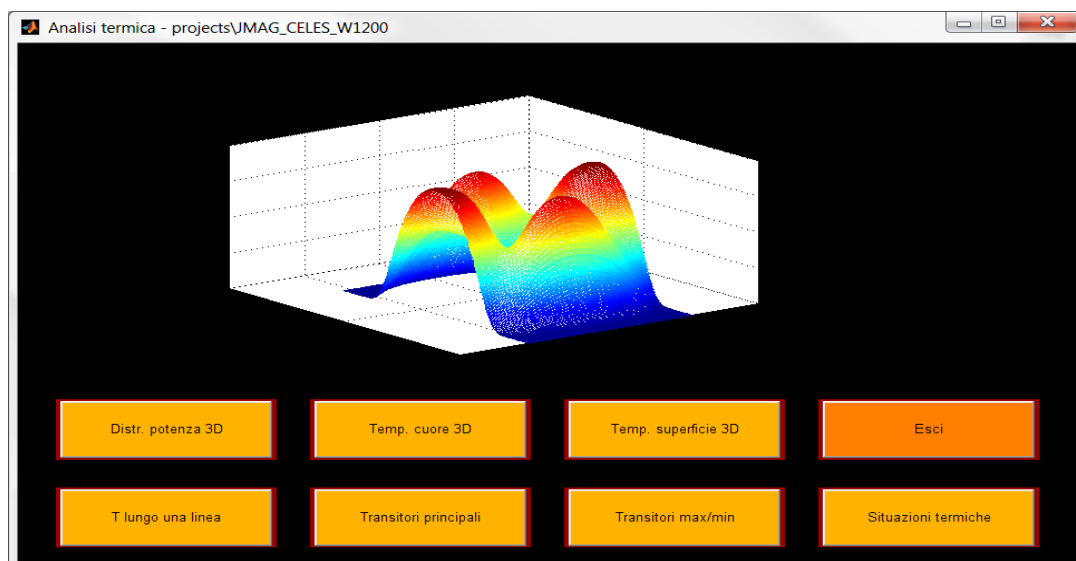 Analisi termica - projects\JMAG_CELES_W1200
Distr. potenza 3D
Temp. cuore 3D
Temp. superficie 3D
Esci
T lungo una linea
Transitori principali
Transitori max/min
Situazioni termiche